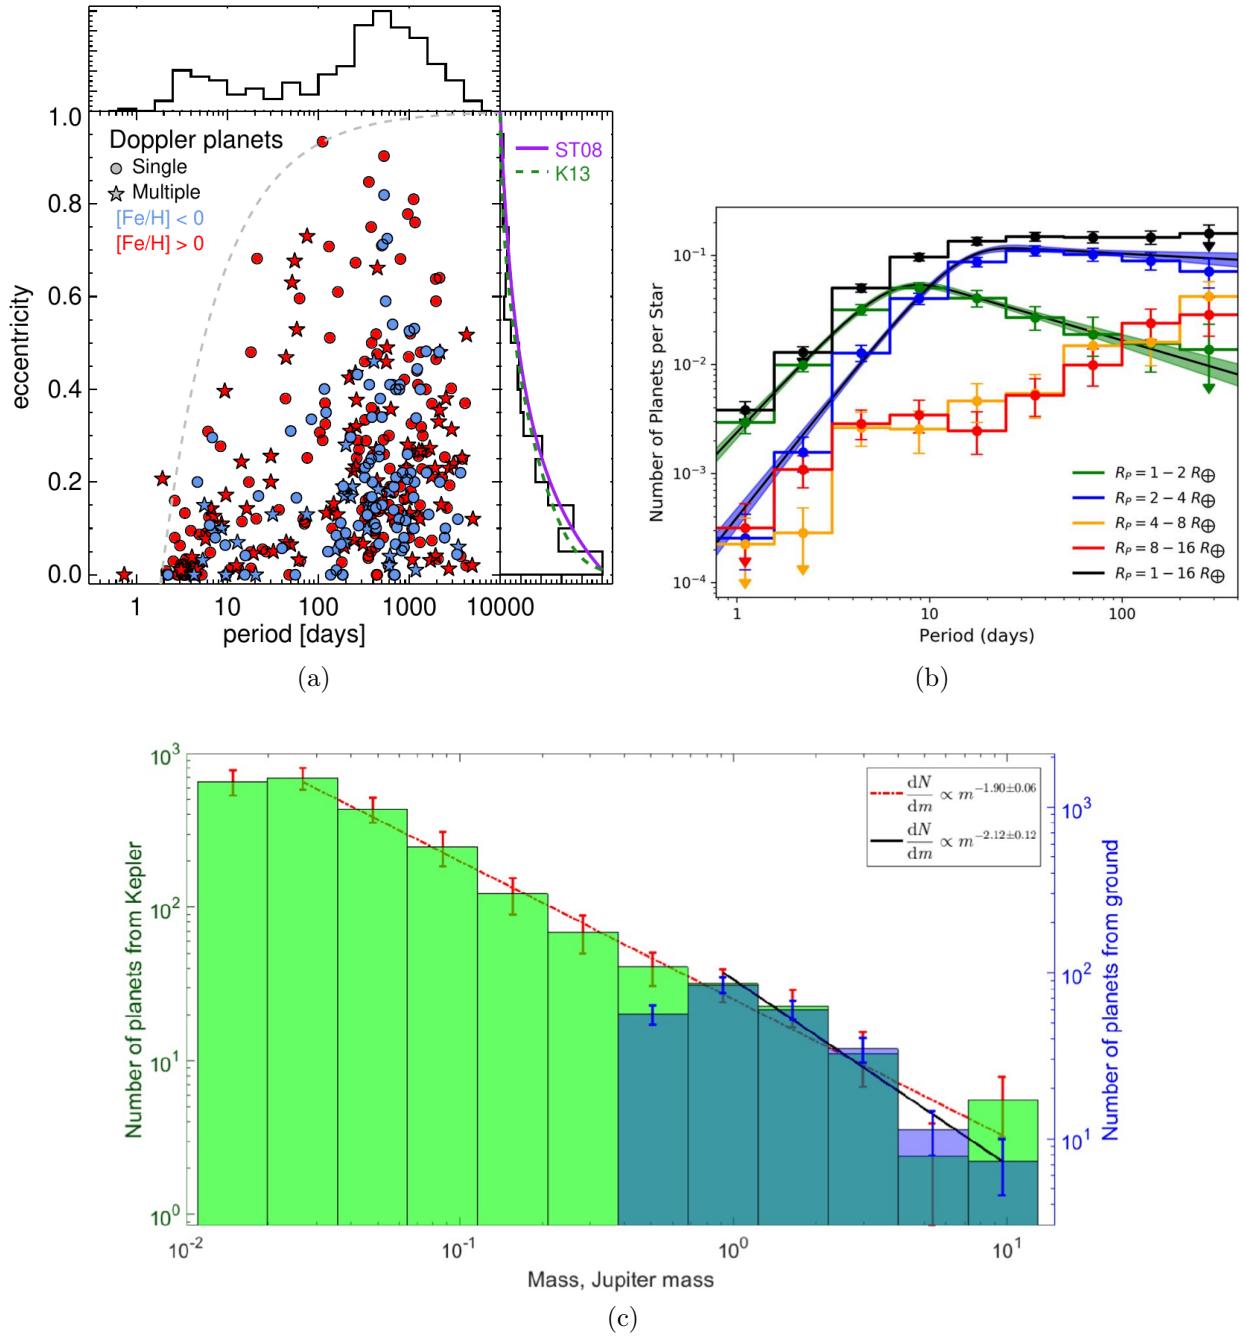 Doppler planets
Single
Multiple
[Fe/H] < 0
[Fe/H] > 0
ST08
K13
1.0
0.8
0.6
0.4
0.2
0.0
eccentricity
1 10 100 1000 10000
period [days]
(a)
Number of Planets per Star
10⁻¹
10⁻²
10⁻³
10⁻⁴
R_P = 1 − 2 R⊕
R_P = 2 − 4 R⊕
R_P = 4 − 8 R⊕
R_P = 8 − 16 R⊕
R_P = 1 − 16 R⊕
1 10 100
Period (days)
(b)
Number of planets from Kepler
10³
10²
10¹
10⁰
dN/dm ∝ m^−1.90±0.06
dN/dm ∝ m^−2.12±0.12
10³
10²
10¹
Number of planets from ground
10⁻² 10⁻¹ 10⁰ 10¹
Mass, Jupiter mass
(c)